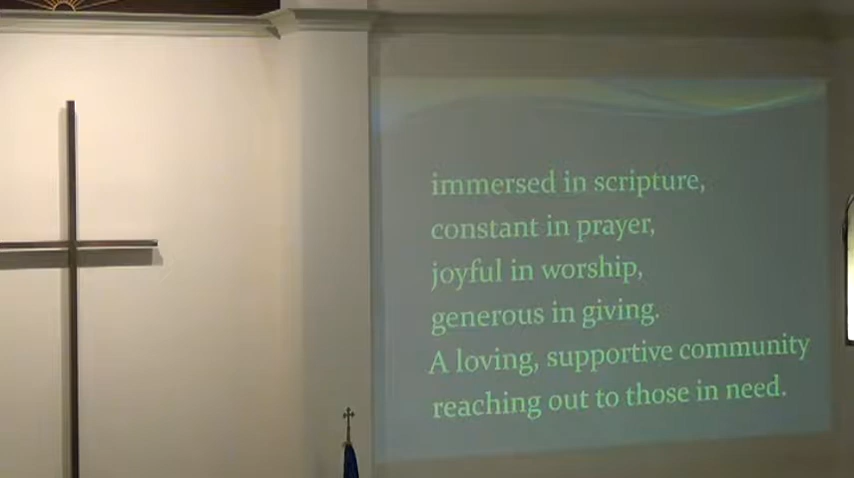 immersed in scripture,
constant in prayer,
joyful in worship,
generous in giving.
A loving, supportive community
reaching out to those in need.